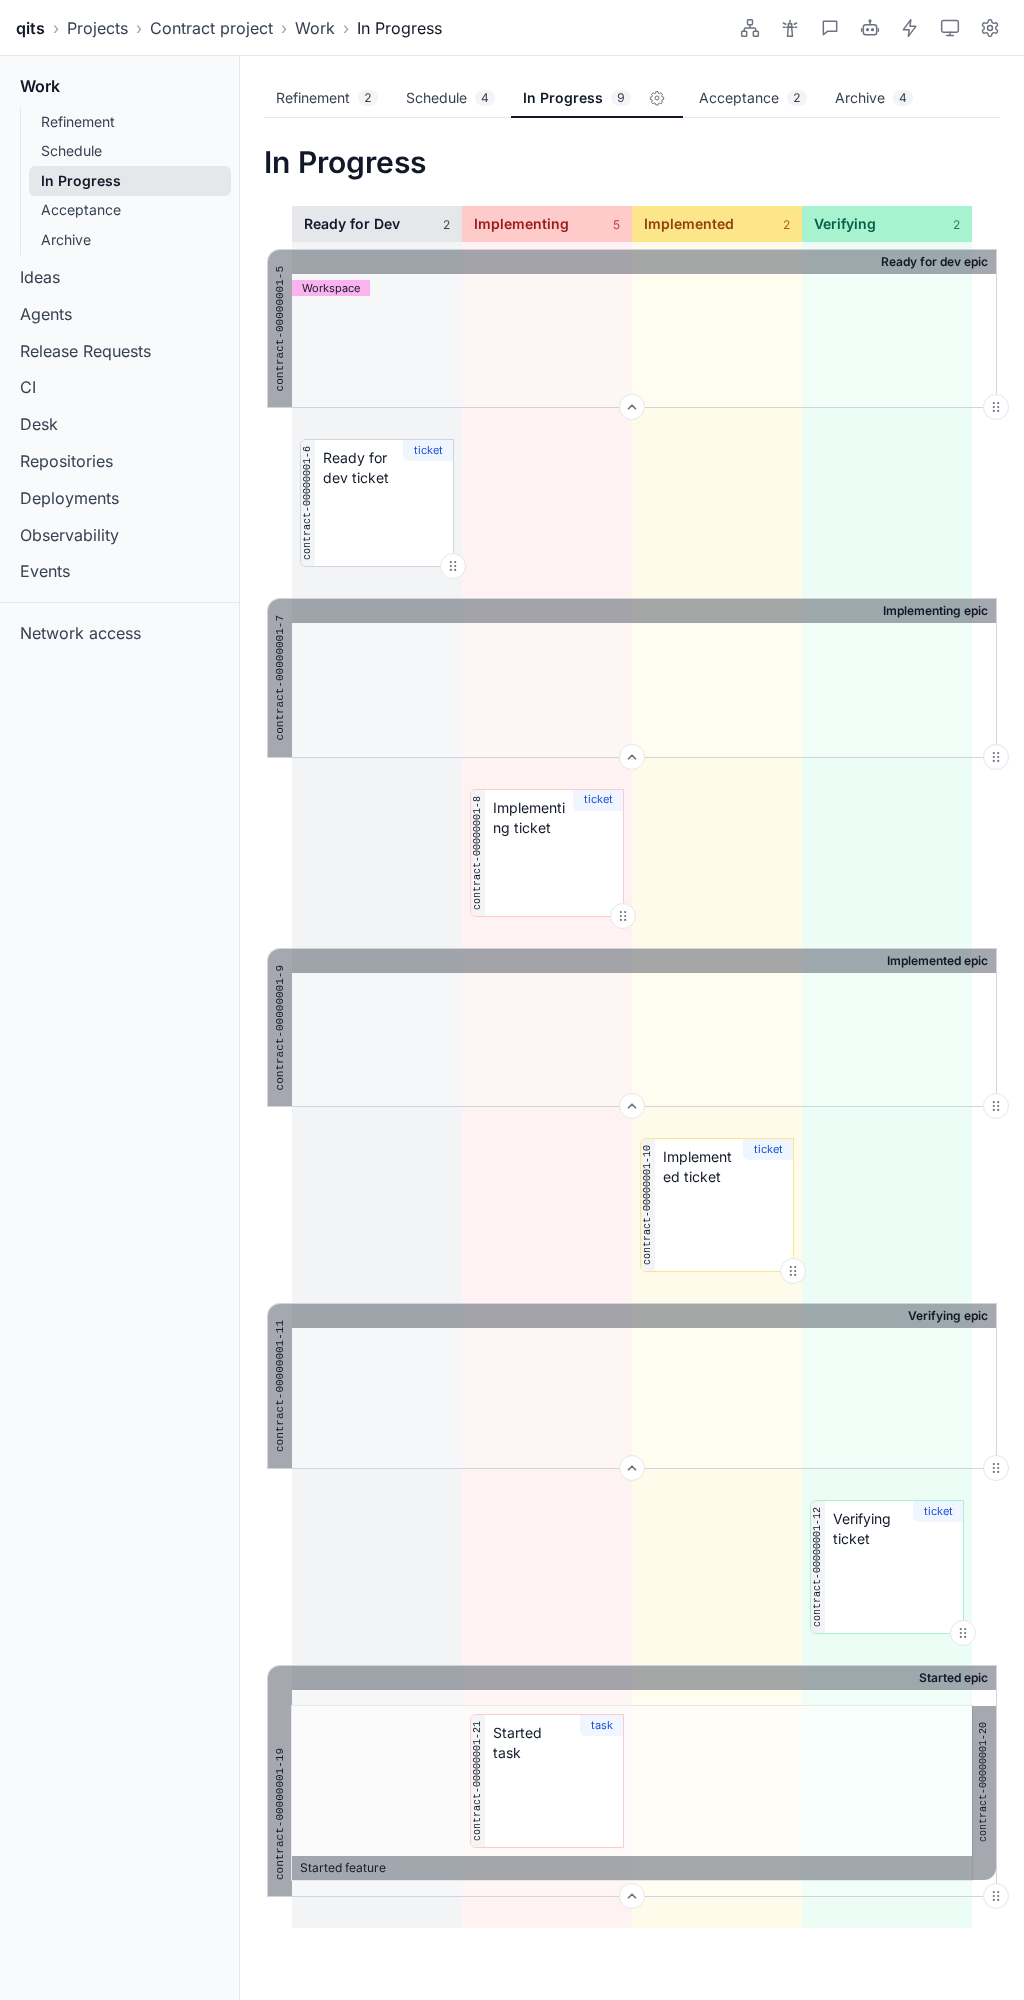 qits › Projects › Contract project › Work › In Progress
Work
Refinement
Schedule
In Progress
Acceptance
Archive
Ideas
Agents
Release Requests
CI
Desk
Repositories
Deployments
Observability
Events
Network access
Refinement 2
Schedule 4
In Progress 9
Acceptance 2
Archive 4
In Progress
Ready for Dev 2
Implementing 5
Implemented 2
Verifying 2
contract-00000001-5
Ready for dev epic
Workspace
contract-00000001-6
Ready for
dev ticket
ticket
contract-00000001-7
Implementing epic
contract-00000001-8
Implementi
ng ticket
ticket
contract-00000001-9
Implemented epic
contract-00000001-10
Implement
ed ticket
ticket
contract-00000001-11
Verifying epic
contract-00000001-12
Verifying
ticket
ticket
contract-00000001-19
Started epic
contract-00000001-21
Started
task
task
contract-00000001-20
Started feature